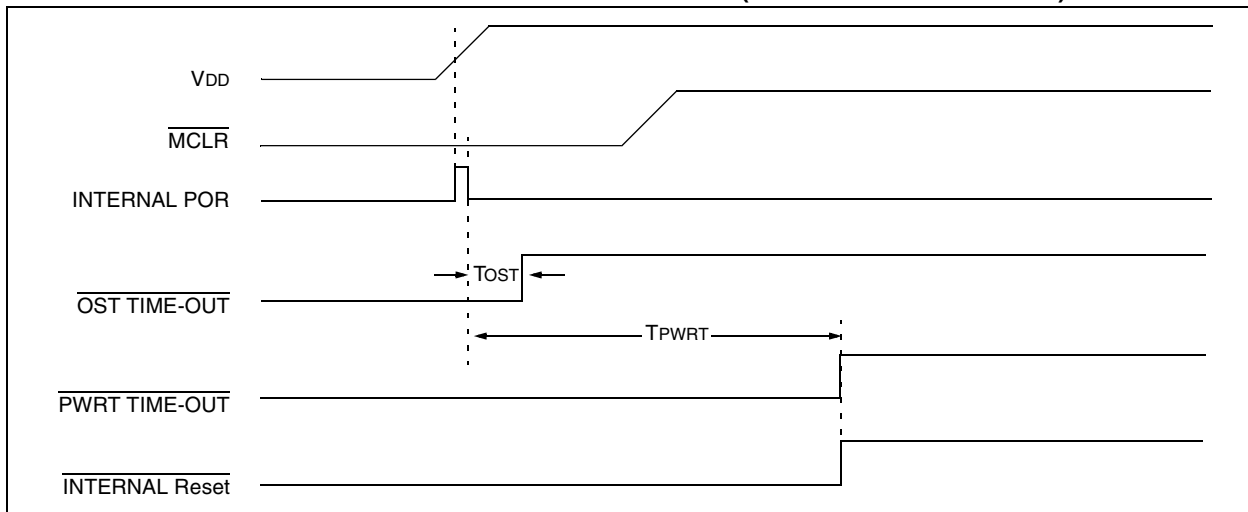 VDD
MCLR
INTERNAL POR
TOST
OST TIME-OUT
TPWRT
PWRT TIME-OUT
INTERNAL Reset